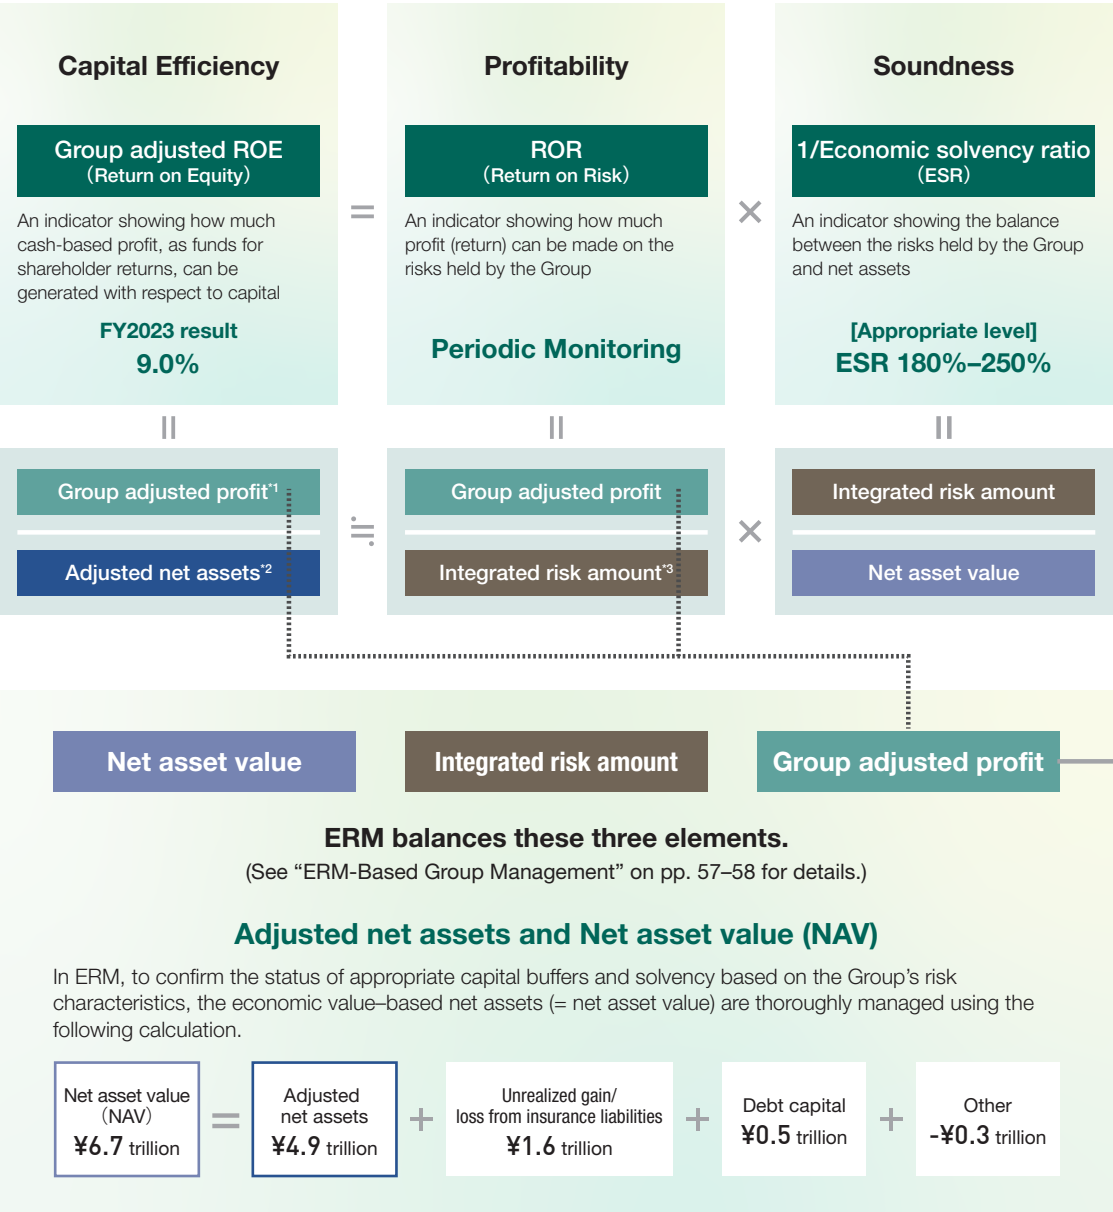 Capital Efficiency
Group adjusted ROE
(Return on Equity)
An indicator showing how much
cash-based profit, as funds for
shareholder returns, can be
generated with respect to capital
FY2023 result
9.0%
=
Profitability
ROR
(Return on Risk)
An indicator showing how much
profit (return) can be made on the
risks held by the Group
Periodic Monitoring
×
Soundness
1/Economic solvency ratio
(ESR)
An indicator showing the balance
between the risks held by the Group
and net assets
[Appropriate level]
ESR 180%–250%
=
=
=
Group adjusted profit*1
Adjusted net assets*2
≒
Group adjusted profit
Integrated risk amount*3
×
Integrated risk amount
Net asset value
Net asset value
Integrated risk amount
Group adjusted profit
ERM balances these three elements.
(See “ERM-Based Group Management” on pp. 57–58 for details.)
Adjusted net assets and Net asset value (NAV)
In ERM, to confirm the status of appropriate capital buffers and solvency based on the Group’s risk
characteristics, the economic value–based net assets (= net asset value) are thoroughly managed using the
following calculation.
Net asset value
(NAV)
¥6.7 trillion
=
Adjusted
net assets
¥4.9 trillion
+
Unrealized gain/
loss from insurance liabilities
¥1.6 trillion
+
Debt capital
¥0.5 trillion
+
Other
-¥0.3 trillion